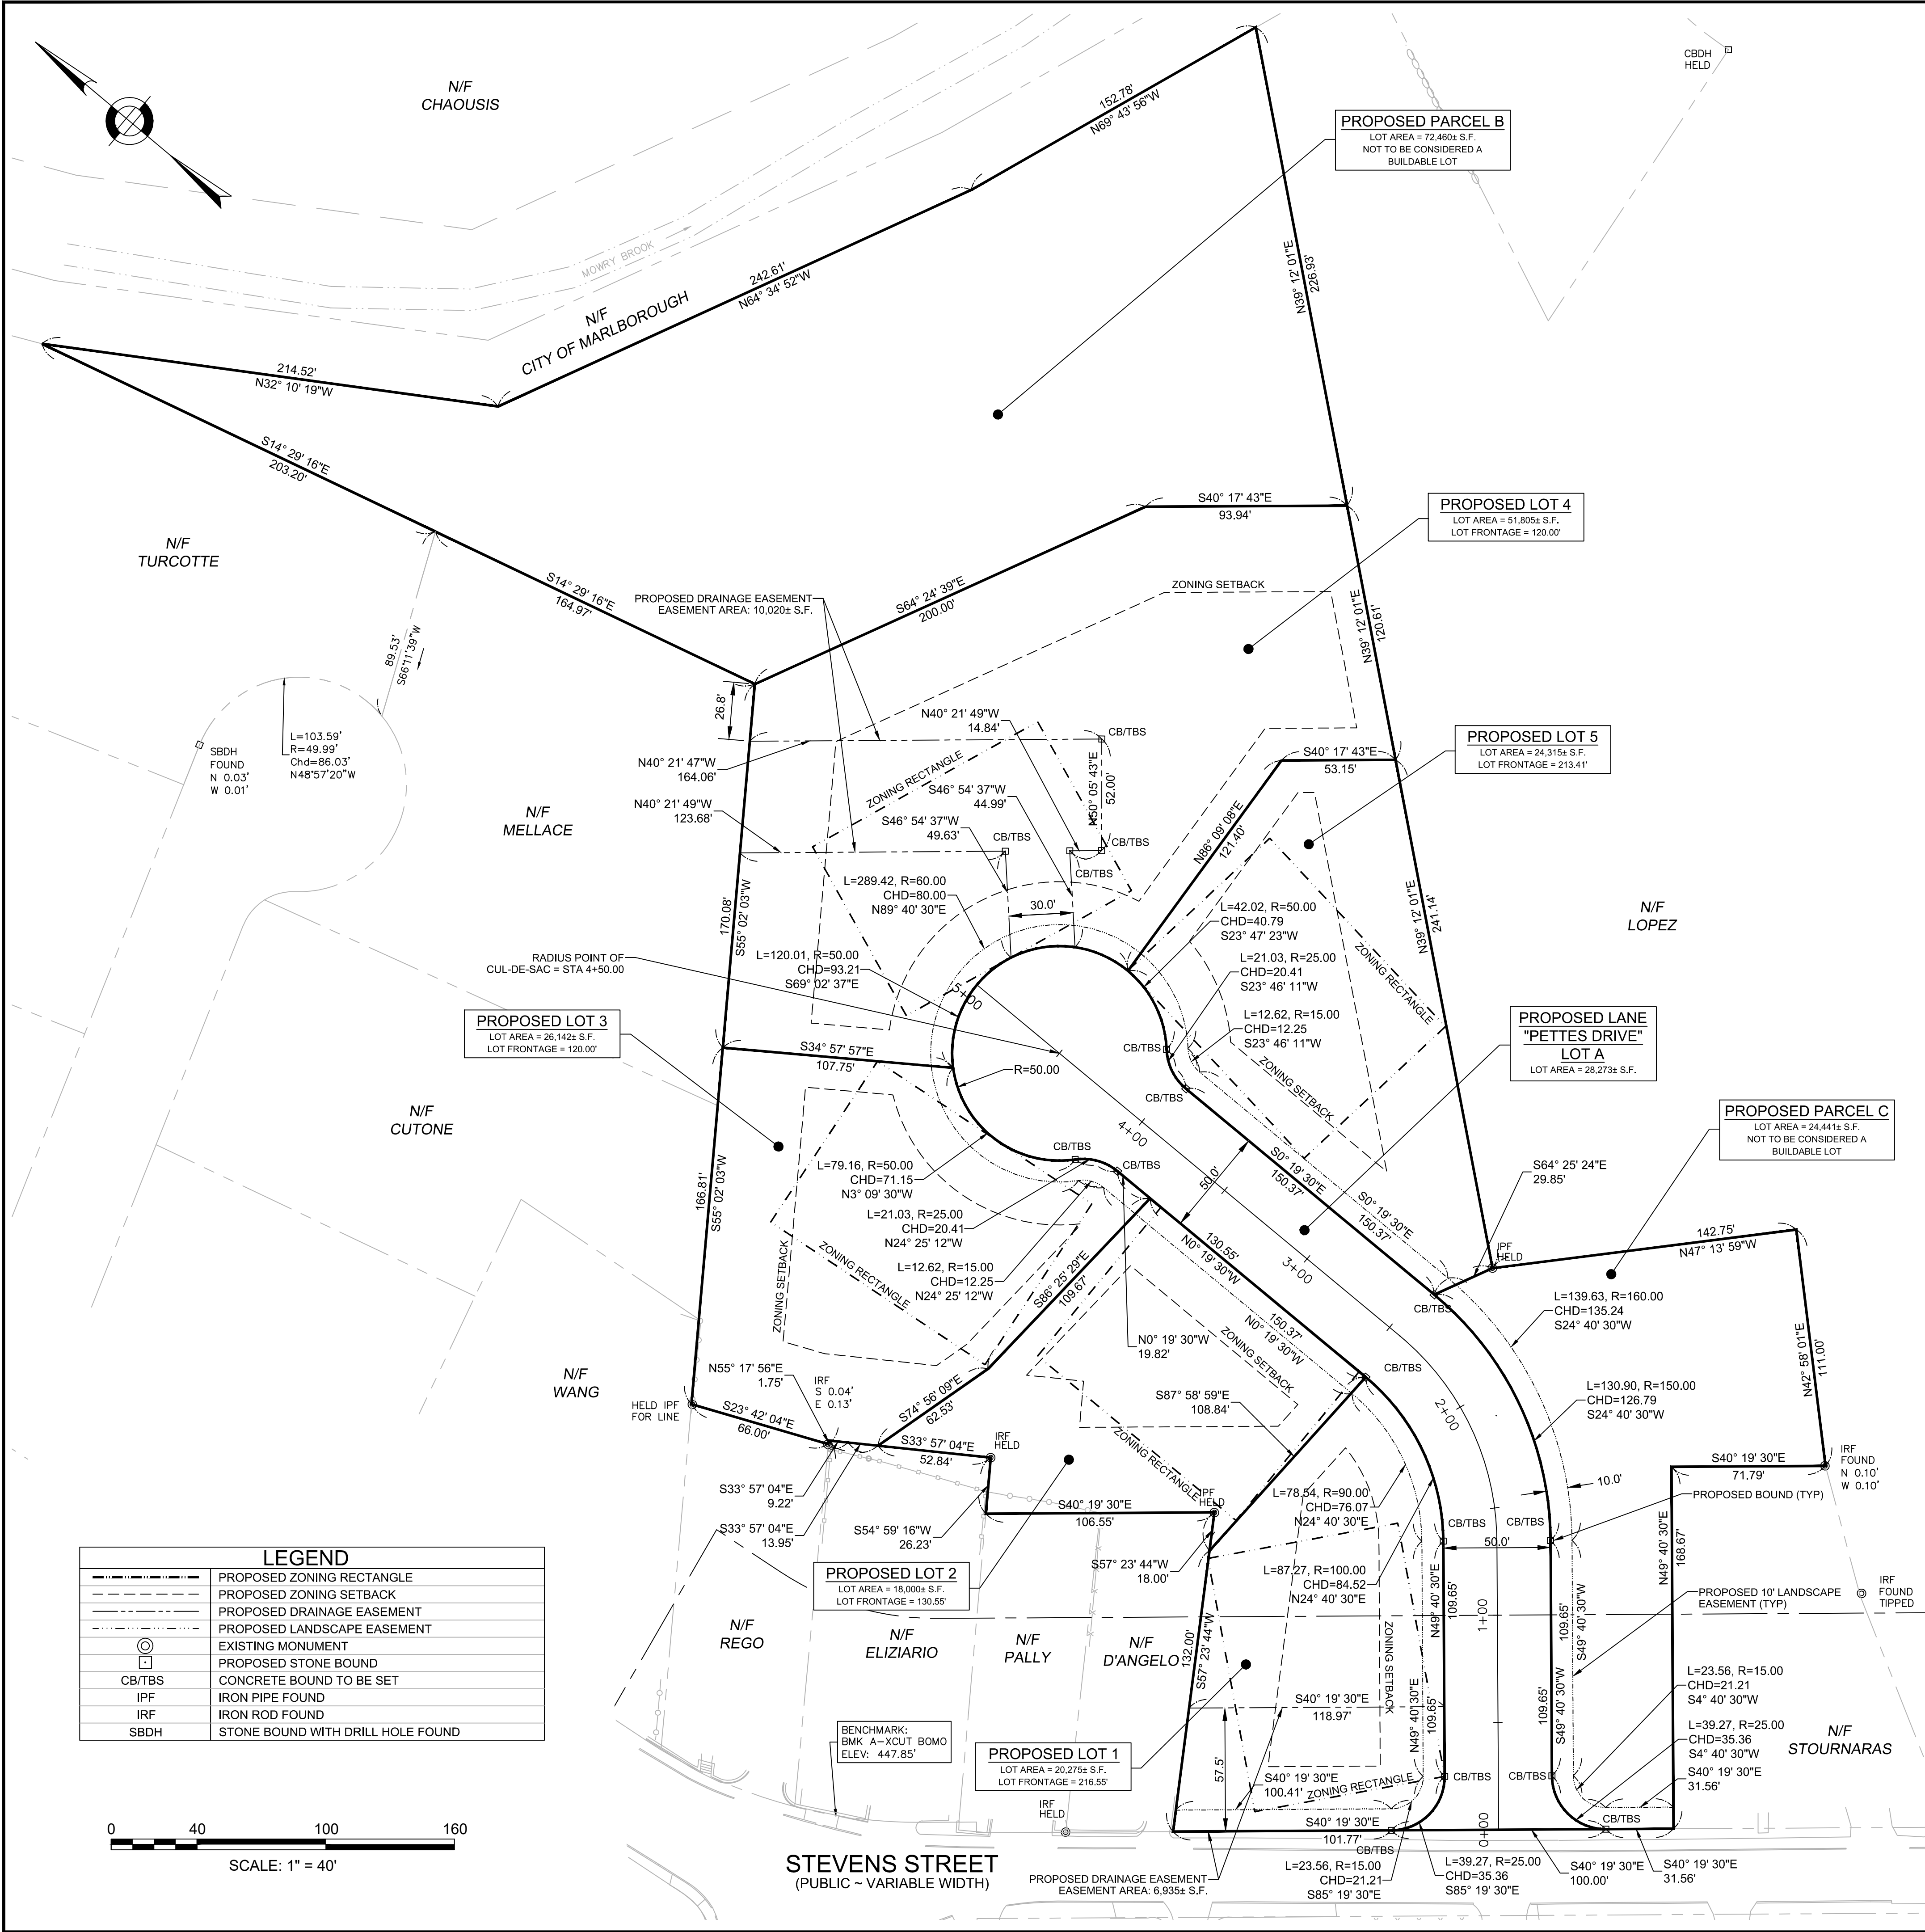 N/F
CHAOUSIS
CBDH
HELD
152.78'
N69° 43' 56"W
PROPOSED PARCEL B
LOT AREA = 72,460± S.F.
NOT TO BE CONSIDERED A
BUILDABLE LOT
MOWRY BROOK
242.61'
N64° 34' 52"W
N/F
CITY OF MARLBOROUGH
N39° 12' 01"E
226.93'
214.52'
N32° 10' 19"W
S14° 29' 16"E
203.20'
S40° 17' 43"E
93.94'
PROPOSED LOT 4
LOT AREA = 51,805± S.F.
LOT FRONTAGE = 120.00'
N/F
TURCOTTE
S14° 29' 16"E
164.97'
PROPOSED DRAINAGE EASEMENT
EASEMENT AREA: 10,020± S.F.
S64° 24' 39"E
200.00'
ZONING SETBACK
N39° 12' 01"E
120.61'
89.53'
S66°11'39"W
26.8'
N40° 21' 49"W
14.84'
CB/TBS
SBDH
FOUND
N 0.03'
W 0.01'
L=103.59'
R=49.99'
Chd=86.03'
N48°57'20"W
N40° 21' 47"W
164.06'
ZONING RECTANGLE
N50° 05' 43"E
52.00'
S40° 17' 43"E
53.15'
PROPOSED LOT 5
LOT AREA = 24,315± S.F.
LOT FRONTAGE = 213.41'
N/F
MELLACE
N40° 21' 49"W
123.68'
S46° 54' 37"W
44.99'
S46° 54' 37"W
49.63'
CB/TBS
CB/TBS
CB/TBS
N86° 09' 08"E
121.40'
L=289.42, R=60.00
CHD=80.00
N89° 40' 30"E
30.0'
L=42.02, R=50.00
CHD=40.79
S23° 47' 23"W
N39° 12' 01"E
241.14'
N/F
LOPEZ
170.08'
S55° 02' 03"W
RADIUS POINT OF
CUL-DE-SAC = STA 4+50.00
L=120.01, R=50.00
CHD=93.21
S69° 02' 37"E
5+00
L=21.03, R=25.00
CHD=20.41
S23° 46' 11"W
ZONING RECTANGLE
PROPOSED LOT 3
LOT AREA = 26,142± S.F.
LOT FRONTAGE = 120.00'
L=12.62, R=15.00
CHD=12.25
S23° 46' 11"W
PROPOSED LANE
"PETTES DRIVE"
LOT A
LOT AREA = 28,273± S.F.
S34° 57' 57"E
107.75'
R=50.00
CB/TBS
CB/TBS
ZONING SETBACK
N/F
CUTONE
4+00
CB/TBS
CB/TBS
PROPOSED PARCEL C
LOT AREA = 24,441± S.F.
NOT TO BE CONSIDERED A
BUILDABLE LOT
166.81'
S55° 02' 03"W
L=79.16, R=50.00
CHD=71.15
N3° 09' 30"W
50.0'
S0° 19' 30"E
150.37'
S0° 19' 30"E
150.37'
S64° 25' 24"E
29.85'
L=21.03, R=25.00
CHD=20.41
N24° 25' 12"W
142.75'
N47° 13' 59"W
IPF
HELD
ZONING SETBACK
ZONING RECTANGLE
L=12.62, R=15.00
CHD=12.25
N24° 25' 12"W
S86° 25' 29"E
109.67'
130.55'
N0° 19' 30"W
3+00
CB/TBS
L=139.63, R=160.00
CHD=135.24
S24° 40' 30"W
N0° 19' 30"W
19.82'
150.37'
N0° 19' 30"W
ZONING SETBACK
CB/TBS
N42° 58' 01"E
111.00'
N/F
WANG
N55° 17' 56"E
1.75'
IRF
S 0.04'
E 0.13'
HELD IPF
FOR LINE
S23° 42' 04"E
66.00'
S74° 56' 09"E
62.53'
S87° 58' 59"E
108.84'
2+00
L=130.90, R=150.00
CHD=126.79
S24° 40' 30"W
S33° 57' 04"E
52.84'
IRF
HELD
ZONING RECTANGLE
S40° 19' 30"E
71.79'
IRF
FOUND
N 0.10'
W 0.10'
S33° 57' 04"E
9.22'
S33° 57' 04"E
13.95'
S54° 59' 16"W
26.23'
S40° 19' 30"E
106.55'
IPF
HELD
L=78.54, R=90.00
CHD=76.07
N24° 40' 30"E
10.0'
PROPOSED BOUND (TYP)
CB/TBS
CB/TBS
50.0'
S57° 23' 44"W
18.00'
L=87.27, R=100.00
CHD=84.52
N24° 40' 30"E
N49° 40' 30"E
168.67'
PROPOSED LOT 2
LOT AREA = 18,000± S.F.
LOT FRONTAGE = 130.55'
N49° 40' 30"E
109.65'
1+00
109.65'
S49° 40' 30"W
PROPOSED 10' LANDSCAPE
EASEMENT (TYP)
IRF
FOUND
TIPPED
LEGEND
PROPOSED ZONING RECTANGLE
PROPOSED ZONING SETBACK
PROPOSED DRAINAGE EASEMENT
PROPOSED LANDSCAPE EASEMENT
EXISTING MONUMENT
PROPOSED STONE BOUND
CB/TBS CONCRETE BOUND TO BE SET
IPF IRON PIPE FOUND
IRF IRON ROD FOUND
SBDH STONE BOUND WITH DRILL HOLE FOUND
N/F
REGO
N/F
ELIZIARIO
N/F
PALLY
N/F
D'ANGELO
132.00'
S57° 23' 44"W
ZONING SETBACK
S40° 19' 30"E
118.97'
N49° 40' 30"E
109.65'
109.65'
S49° 40' 30"W
L=23.56, R=15.00
CHD=21.21
S4° 40' 30"W
L=39.27, R=25.00
CHD=35.36
S4° 40' 30"W
N/F
STOURNARAS
BENCHMARK:
BMK A-XCUT BOMO
ELEV: 447.85'
PROPOSED LOT 1
LOT AREA = 20,275± S.F.
LOT FRONTAGE = 216.55'
57.5'
S40° 19' 30"E
100.41'
ZONING RECTANGLE
CB/TBS
CB/TBS
S40° 19' 30"E
31.56'
IRF
HELD
S40° 19' 30"E
101.77'
CB/TBS
0+00
CB/TBS
0 40 100 160
SCALE: 1" = 40'
STEVENS STREET
(PUBLIC ~ VARIABLE WIDTH)
PROPOSED DRAINAGE EASEMENT
EASEMENT AREA: 6,935± S.F.
L=23.56, R=15.00
CHD=21.21
S85° 19' 30"E
L=39.27, R=25.00
CHD=35.36
S85° 19' 30"E
S40° 19' 30"E
100.00'
S40° 19' 30"E
31.56'